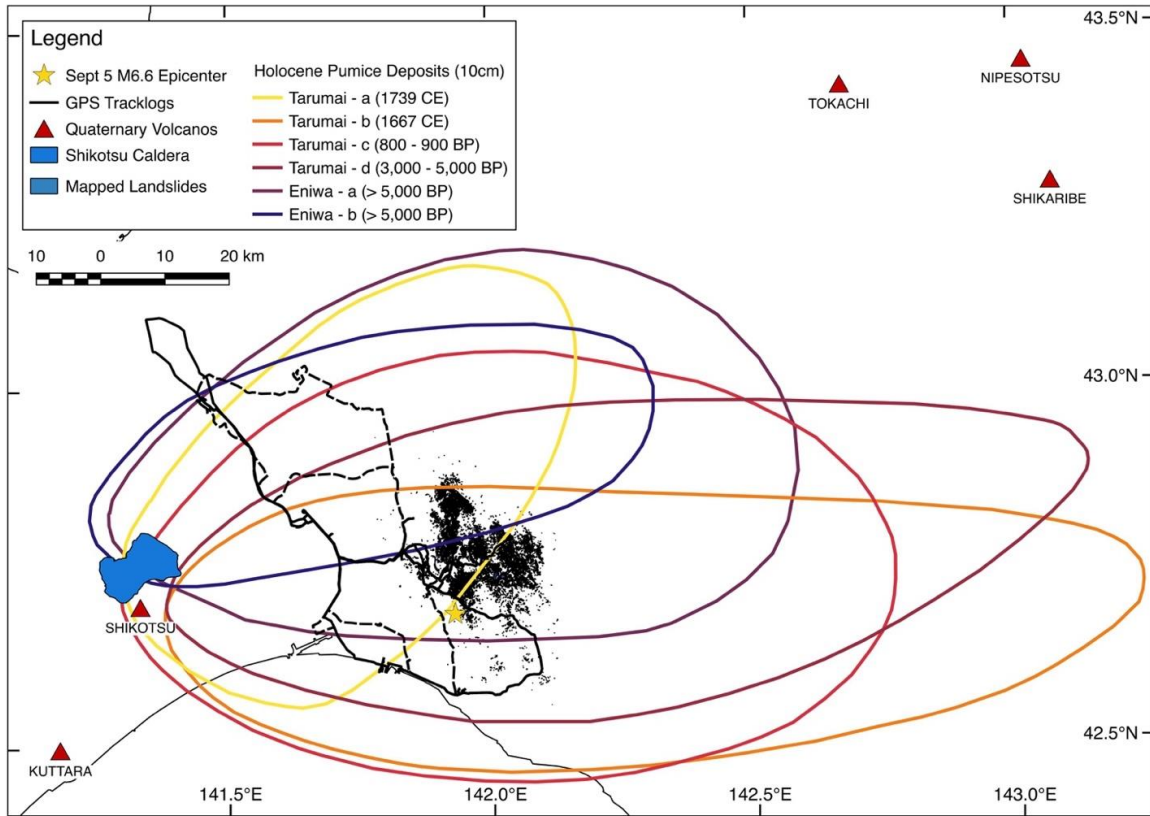 Legend
Sept 5 M6.6 Epicenter
GPS Tracklogs
Quaternary Volcanos
Shikotsu Caldera
Mapped Landslides
Holocene Pumice Deposits (10cm)
Tarumai - a (1739 CE)
Tarumai - b (1667 CE)
Tarumai - c (800 - 900 BP)
Tarumai - d (3,000 - 5,000 BP)
Eniwa - a (> 5,000 BP)
Eniwa - b (> 5,000 BP)
10 0 10 20 km
43.5°N
NIPESOTSU
TOKACHI
SHIKARIBE
43.0°N
SHIKOTSU
42.5°N
KUTTARA
141.5°E 142.0°E 142.5°E 143.0°E